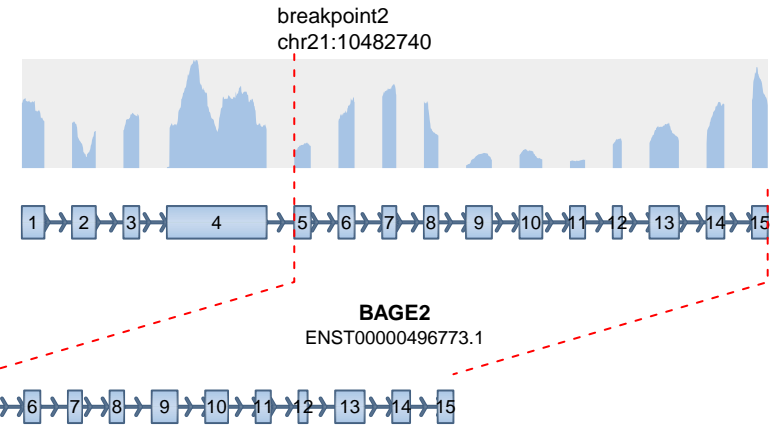 breakpoint2
chr21:10482740
1 2 3 4 5 6 7 8 9 10 11 12 13 14 15
BAGE2
ENST00000496773.1
6 7 8 9 10 11 12 13 14 15